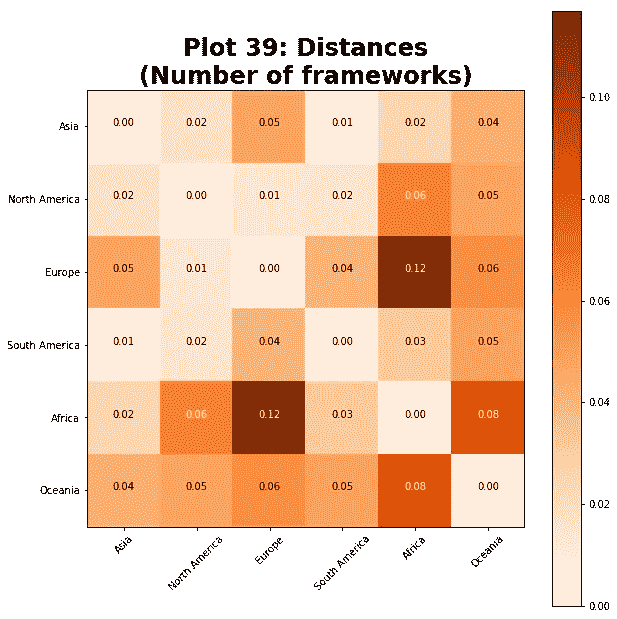 Plot 39: Distances
(Number of frameworks)
Asia 0.00 0.02 0.05 0.01 0.02 0.04
North America 0.02 0.00 0.01 0.02 0.06 0.05
Europe 0.05 0.01 0.00 0.04 0.12 0.06
South America 0.01 0.02 0.04 0.00 0.03 0.05
Africa 0.02 0.06 0.12 0.03 0.00 0.08
Oceania 0.04 0.05 0.06 0.05 0.08 0.00
Asia North America Europe South America Africa Oceania
0.10
0.08
0.06
0.04
0.02
0.00